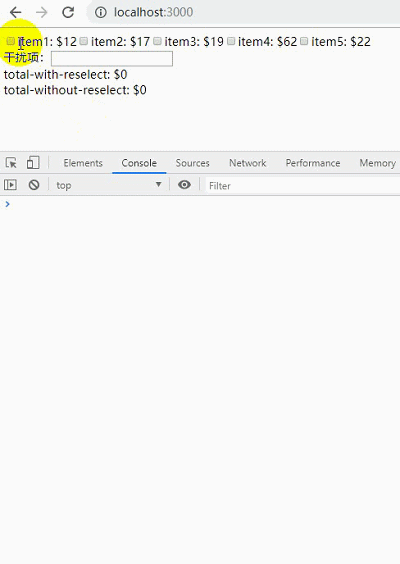 localhost:3000
item1: $12 item2: $17 item3: $19 item4: $62 item5: $22
干扰项:
total-with-reselect: $0
total-without-reselect: $0
Elements Console Sources Network Performance Memory
top Filter